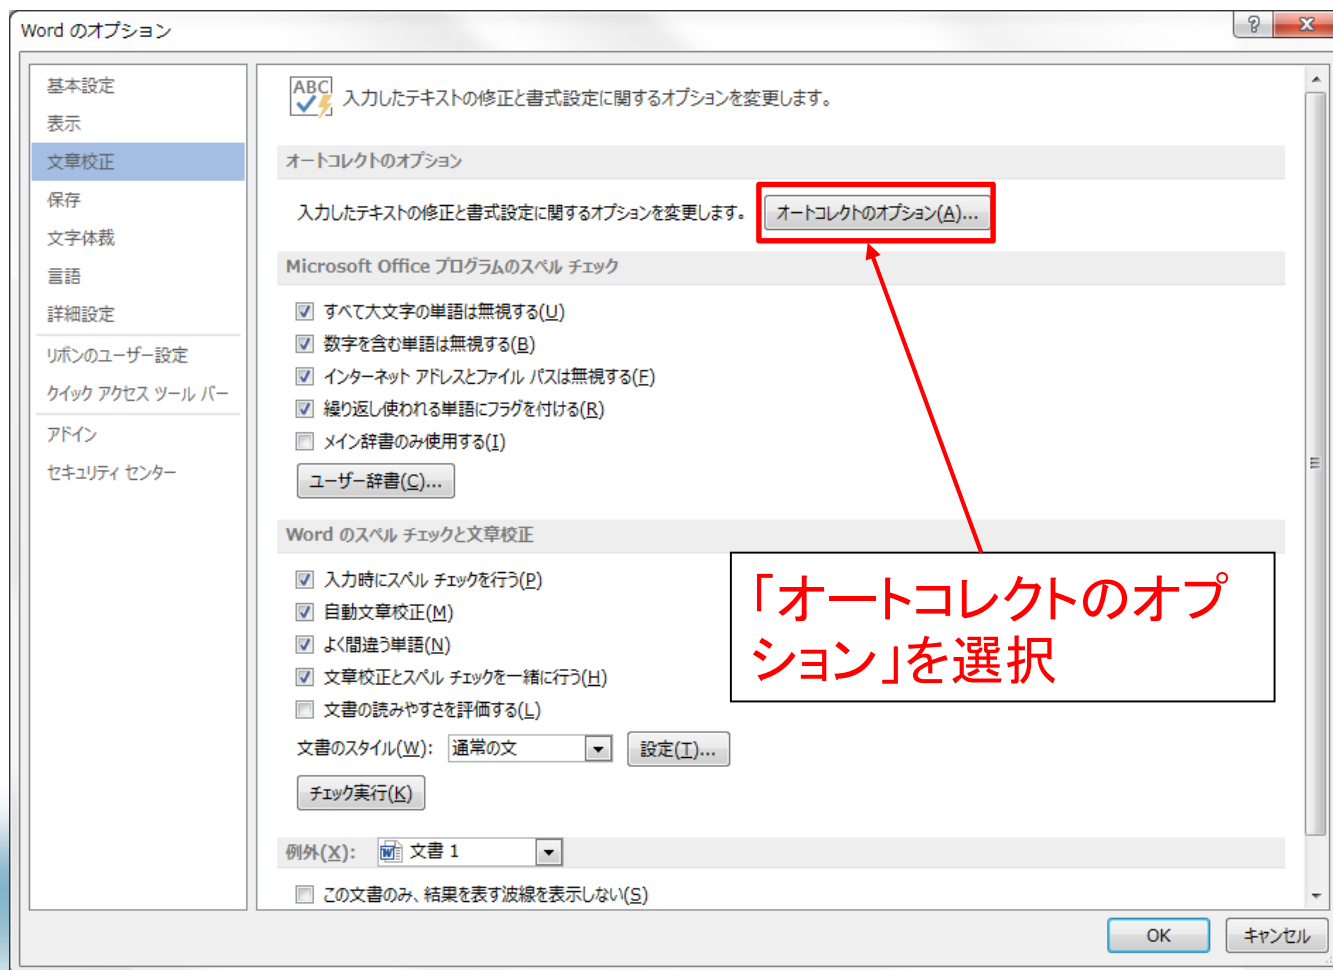 Word のオプション
基本設定
表示
文章校正
保存
文字体裁
言語
詳細設定
リボンのユーザー設定
クイック アクセス ツール バー
アドイン
セキュリティ センター
ABC
入力したテキストの修正と書式設定に関するオプションを変更します。
オートコレクトのオプション
入力したテキストの修正と書式設定に関するオプションを変更します。 オートコレクトのオプション(A)...
Microsoft Office プログラムのスペル チェック
すべて大文字の単語は無視する(U)
数字を含む単語は無視する(B)
インターネット アドレスとファイル パスは無視する(F)
繰り返し使われる単語にフラグを付ける(R)
メイン辞書のみ使用する(I)
ユーザー辞書(C)...
Word のスペル チェックと文章校正
入力時にスペル チェックを行う(P)
自動文章校正(M)
よく間違う単語(N)
文章校正とスペル チェックを一緒に行う(H)
文書の読みやすさを評価する(L)
文書のスタイル(W): 通常の文 設定(T)...
チェック実行(K)
「オートコレクトのオプ
ション」を選択
例外(X): 文書 1
この文書のみ、結果を表す波線を表示しない(S)
OK キャンセル